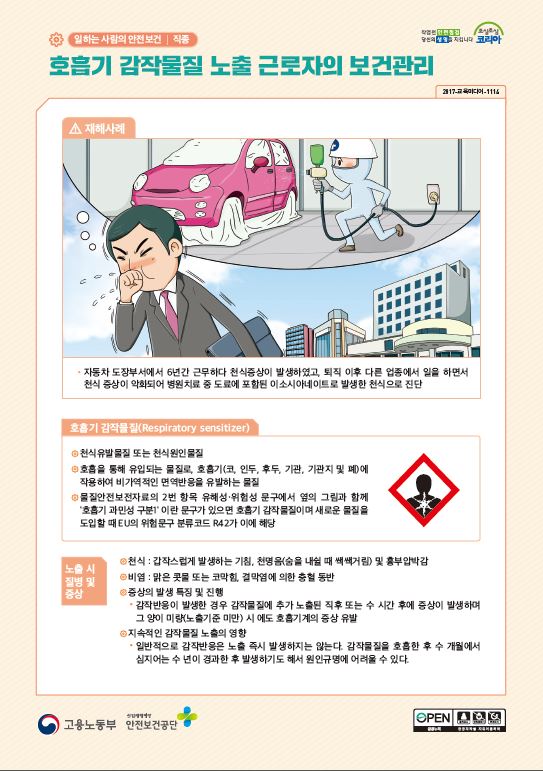 일하는 사람의 안전보건 | 직종
작업전 안전점검
당신의 생명을 지킵니다
조심조심
코리아
호흡기 감작물질 노출 근로자의 보건관리
2017-교육미디어-1114
재해사례
· 자동차 도장부서에서 6년간 근무하다 천식증상이 발생하였고, 퇴직 이후 다른 업종에서 일을 하면서
천식 증상이 악화되어 병원치료 중 도료에 포함된 이소시아네이트로 발생한 천식으로 진단
호흡기 감작물질(Respiratory sensitizer)
천식유발물질 또는 천식원인물질
호흡을 통해 유입되는 물질로, 호흡기(코, 인두, 후두, 기관, 기관지 및 폐)에
작용하여 비가역적인 면역반응을 유발하는 물질
물질안전보건자료의 2번 항목 유해성·위험성 문구에서 옆의 그림과 함께
'호흡기 과민성 구분1' 이란 문구가 있으면 호흡기 감작물질이며 새로운 물질을
도입할 때 EU의 위험문구 분류코드 R42가 이에 해당
노출 시
질병 및
증상
천식 : 갑작스럽게 발생하는 기침, 천명음(숨을 내쉴 때 쌕쌕거림) 및 흉부압박감
비염 : 맑은 콧물 또는 코막힘, 결막염에 의한 충혈 동반
증상의 발생 특징 및 진행
· 감작반응이 발생한 경우 감작물질에 추가 노출된 직후 또는 수 시간 후에 증상이 발생하며
그 양이 미량(노출기준 미만) 시 에도 호흡기계의 증상 유발
지속적인 감작물질 노출의 영향
· 일반적으로 감작반응은 노출 즉시 발생하지는 않는다. 감작물질을 흡입한 후 수 개월에서
심지어는 수 년이 경과한 후 발생하기도 해서 원인규명에 어려울 수 있다.
고용노동부
산업재해예방
안전보건공단
OPEN
공공누리